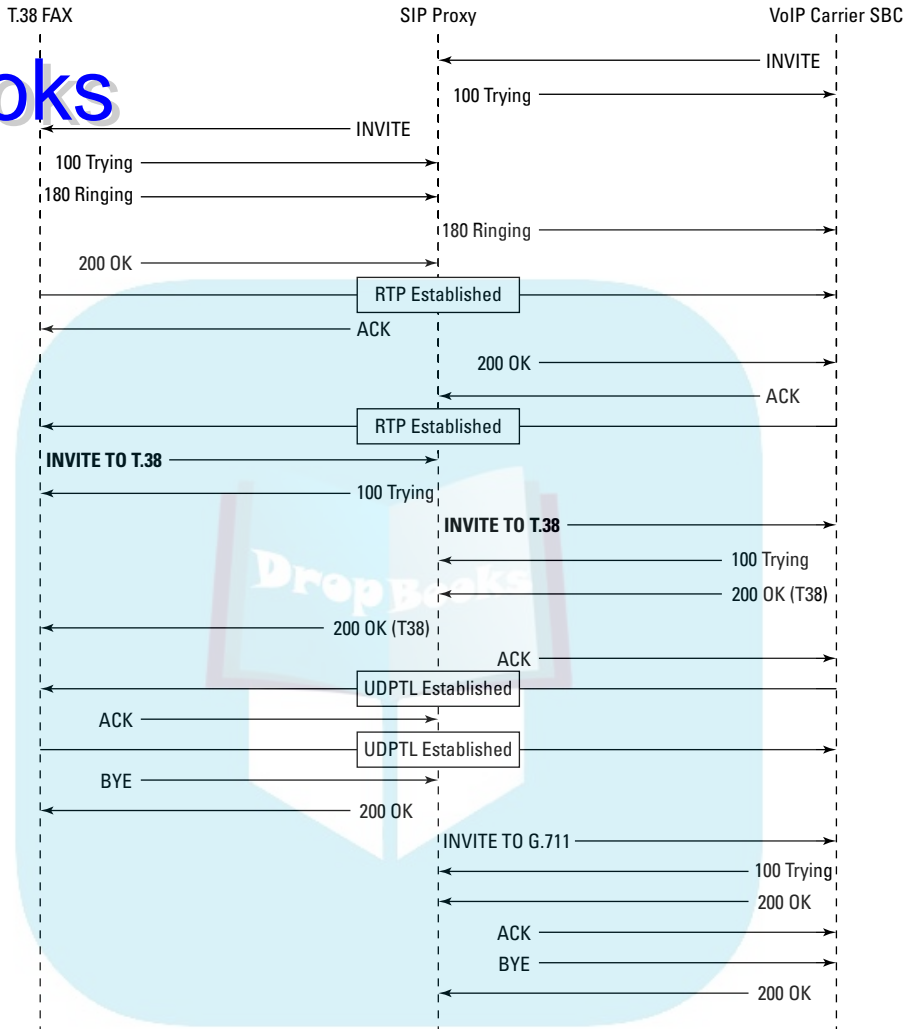 T.38 FAX
SIP Proxy
VoIP Carrier SBC
INVITE
oks
100 Trying
INVITE
100 Trying
180 Ringing
180 Ringing
200 OK
RTP Established
ACK
200 OK
ACK
RTP Established
INVITE TO T.38
100 Trying
INVITE TO T.38
100 Trying
DropBooks
200 OK (T38)
200 OK (T38)
ACK
UDPTL Established
ACK
UDPTL Established
BYE
200 OK
INVITE TO G.711
100 Trying
200 OK
ACK
BYE
200 OK